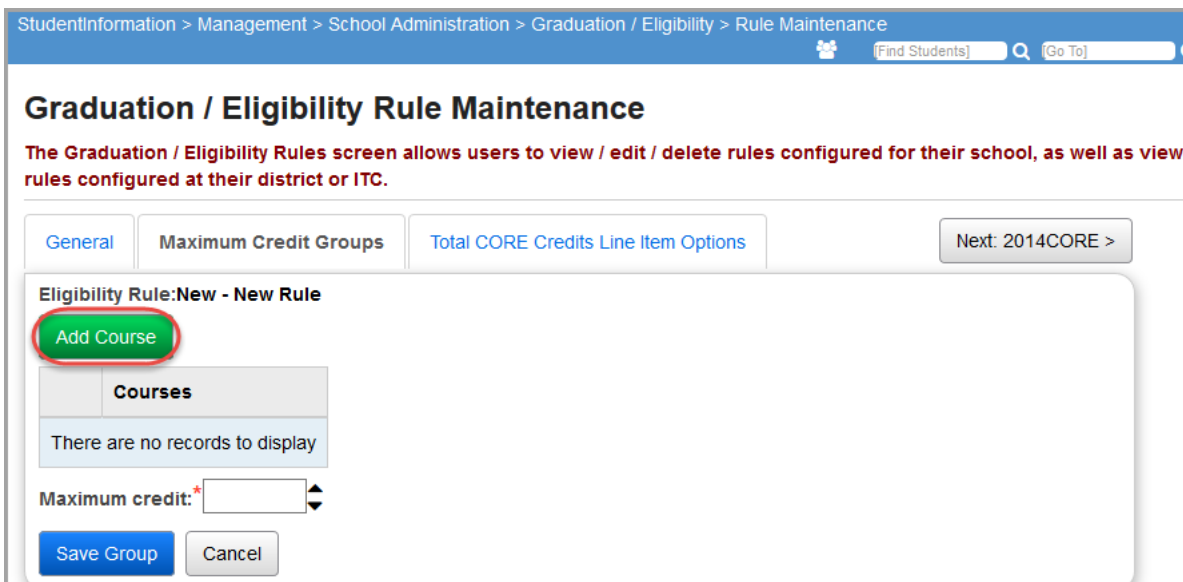 StudentInformation > Management > School Administration > Graduation / Eligibility > Rule Maintenance
[Find Students] [Go To]
Graduation / Eligibility Rule Maintenance
The Graduation / Eligibility Rules screen allows users to view / edit / delete rules configured for their school, as well as view
rules configured at their district or ITC.
General Maximum Credit Groups Total CORE Credits Line Item Options Next: 2014CORE >
Eligibility Rule:New - New Rule
Add Course
Courses
There are no records to display
Maximum credit:*
Save Group Cancel